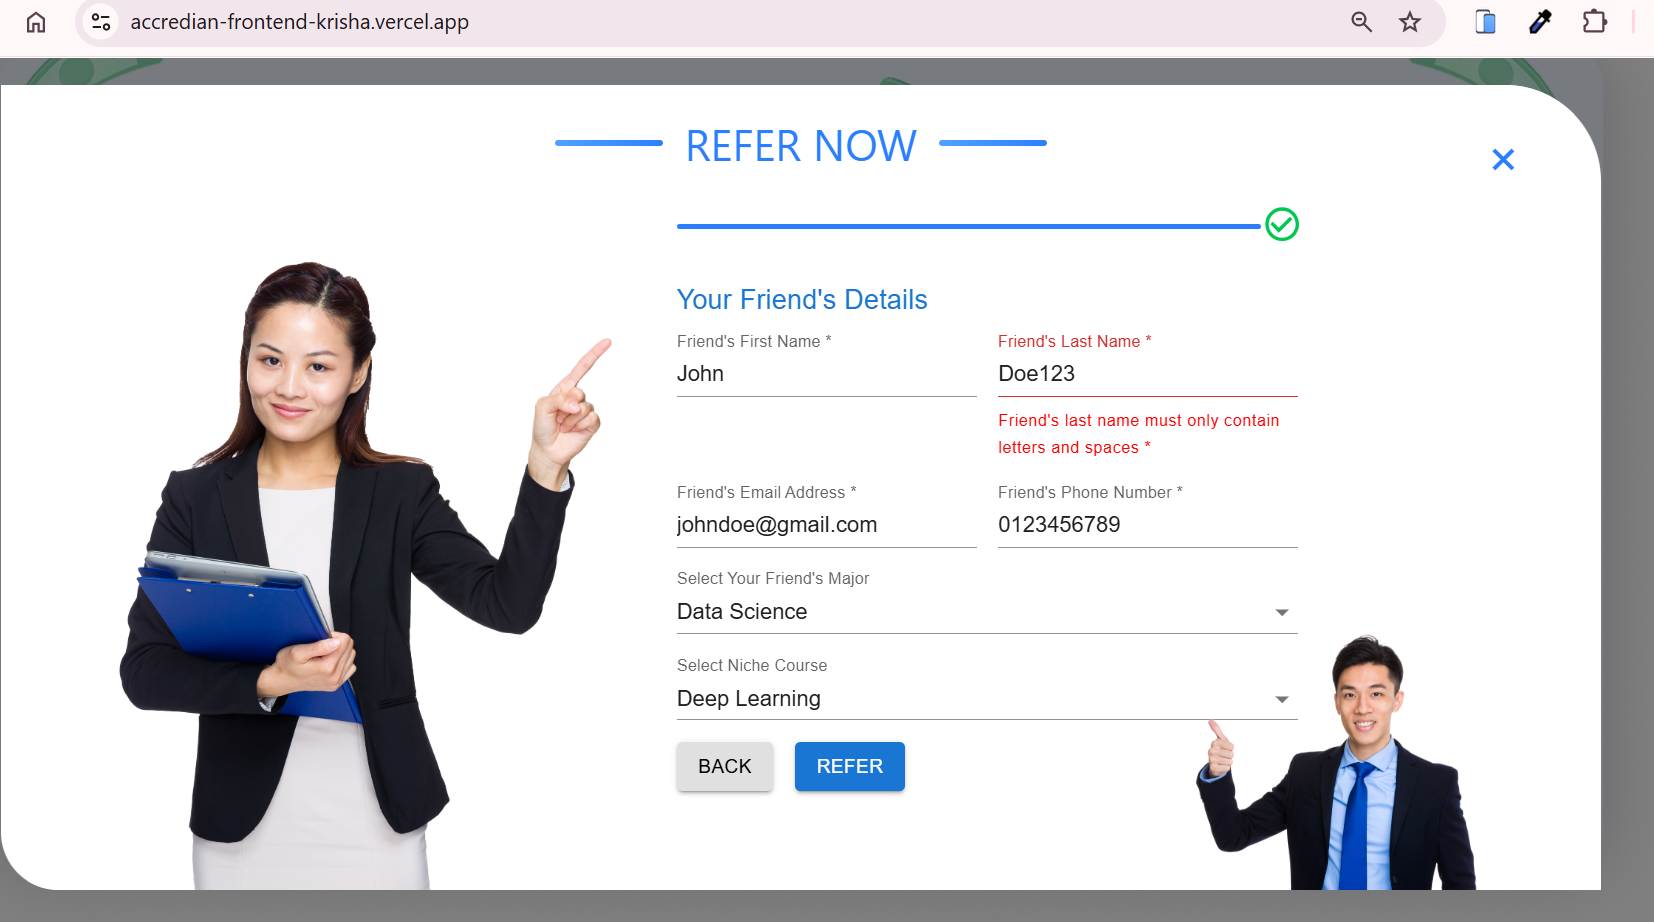 accredian-frontend-krisha.vercel.app
REFER NOW
Your Friend's Details
Friend's First Name *
John
Friend's Last Name *
Doe123
Friend's last name must only contain
letters and spaces *
Friend's Email Address *
johndoe@gmail.com
Friend's Phone Number *
0123456789
Select Your Friend's Major
Data Science
Select Niche Course
Deep Learning
BACK
REFER